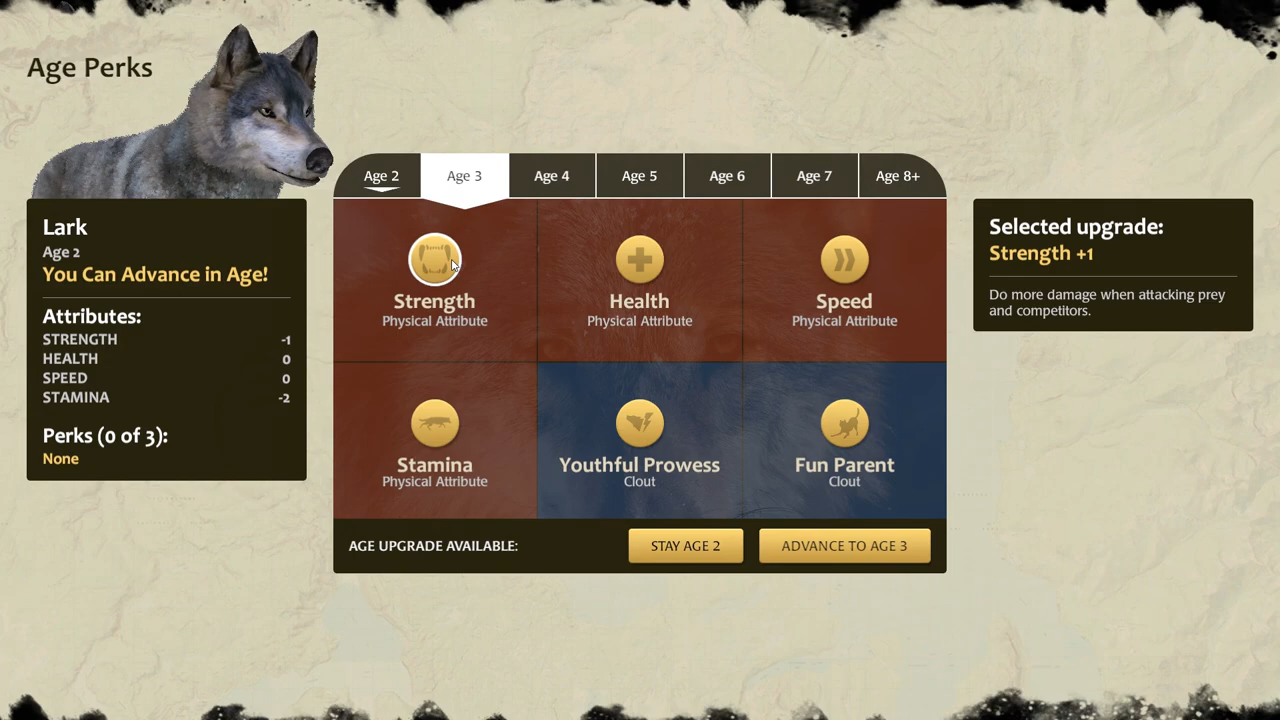 Age Perks
Lark
Age 2
You Can Advance in Age!
Attributes:
STRENGTH -1
HEALTH 0
SPEED 0
STAMINA -2
Perks (0 of 3):
None
Age 2 Age 3 Age 4 Age 5 Age 6 Age 7 Age 8+
Strength Health Speed
Physical Attribute Physical Attribute Physical Attribute
Stamina Youthful Prowess Fun Parent
Physical Attribute Clout Clout
AGE UPGRADE AVAILABLE: STAY AGE 2 ADVANCE TO AGE 3
Selected upgrade:
Strength +1
Do more damage when attacking prey
and competitors.